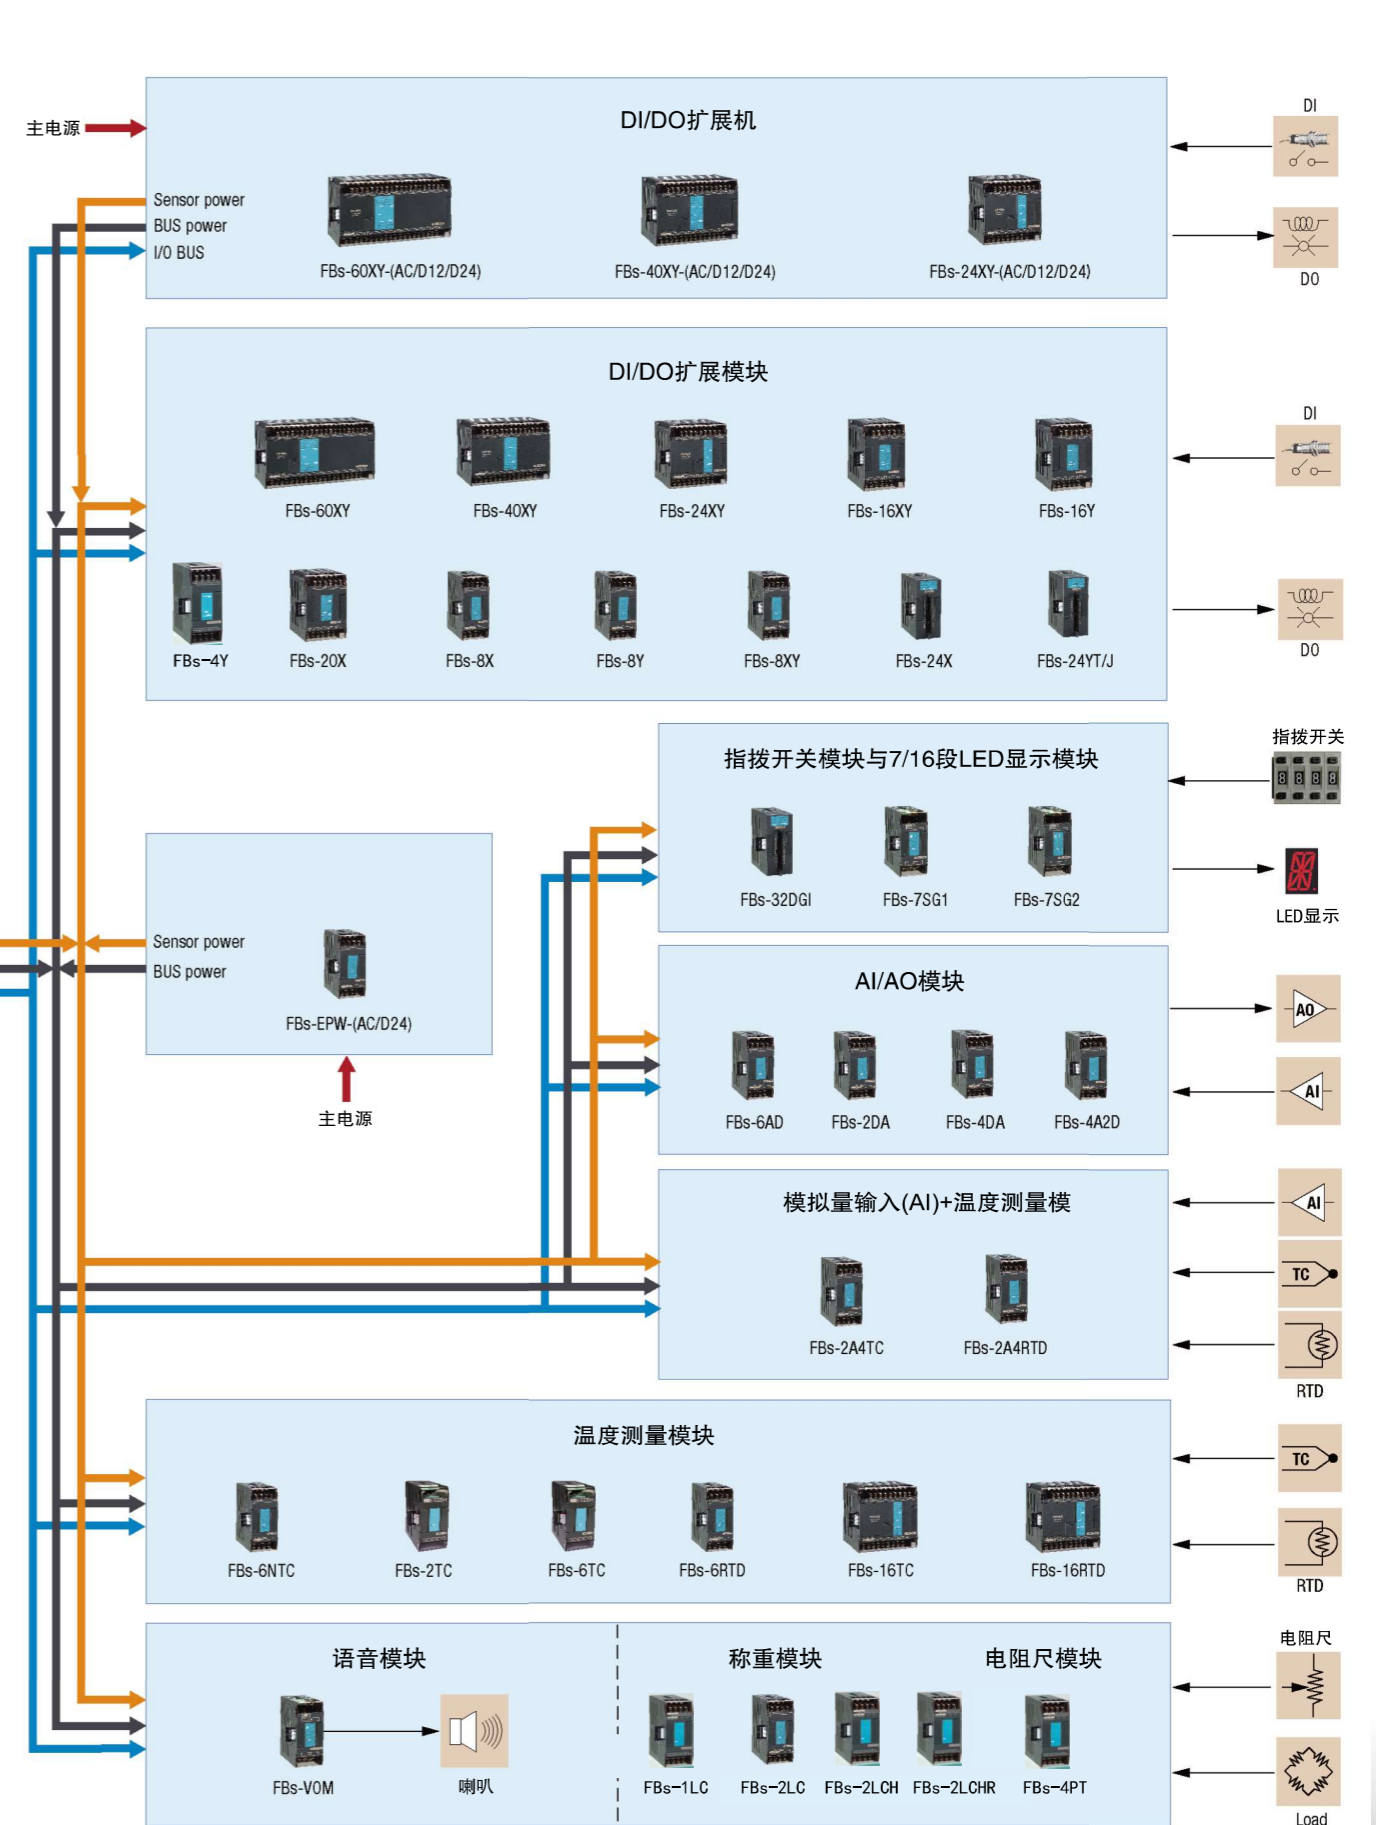 DI/DO扩展机
主电源
DI
Sensor power
BUS power
I/O BUS
FBs-60XY-(AC/D12/D24)
FBs-40XY-(AC/D12/D24)
FBs-24XY-(AC/D12/D24)
DO
DI/DO扩展模块
DI
FBs-60XY
FBs-40XY
FBs-24XY
FBs-16XY
FBs-16Y
FBs-4Y
FBs-20X
FBs-8X
FBs-8Y
FBs-8XY
FBs-24X
FBs-24YT/J
DO
指拨开关模块与7/16段LED显示模块
指拨开关
8 8 8 8
FBs-32DGI
FBs-7SG1
FBs-7SG2
LED显示
Sensor power
BUS power
FBs-EPW-(AC/D24)
主电源
AI/AO模块
AO
AI
FBs-6AD
FBs-2DA
FBs-4DA
FBs-4A2D
模拟量输入(AI)+温度测量模
AI
TC
FBs-2A4TC
FBs-2A4RTD
RTD
温度测量模块
TC
FBs-6NTC
FBs-2TC
FBs-6TC
FBs-6RTD
FBs-16TC
FBs-16RTD
RTD
语音模块
称重模块
电阻尺模块
电阻尺
FBs-VOM
喇叭
FBs-1LC
FBs-2LC
FBs-2LCH
FBs-2LCHR
FBs-4PT
Load